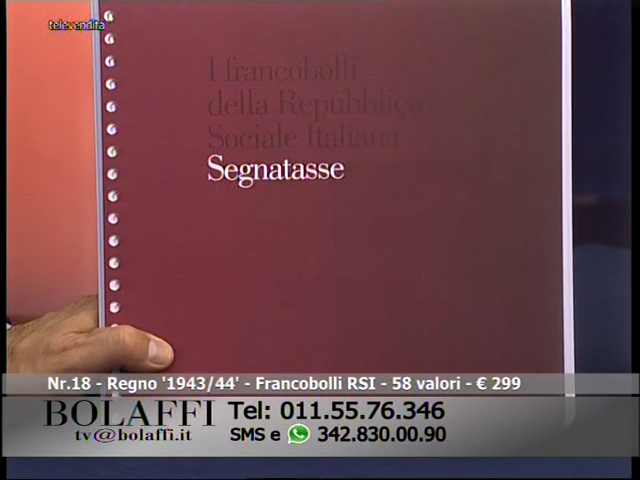 televendita
I francobolli
della Repubblica
Sociale Italiana
Segnatasse
Nr.18 - Regno '1943/44' - Francobolli RSI - 58 valori - € 299
BOLAFFI
tv@bolaffi.it
Tel: 011.55.76.346
SMS e 342.830.00.90